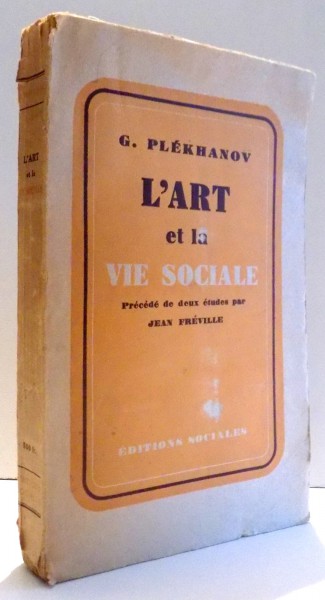 G. PLÉKHANOV
L'ART
et la
VIE SOCIALE
Précédé de deux études par
JEAN FRÉVILLE
ÉDITIONS SOCIALES
L'ART
et la